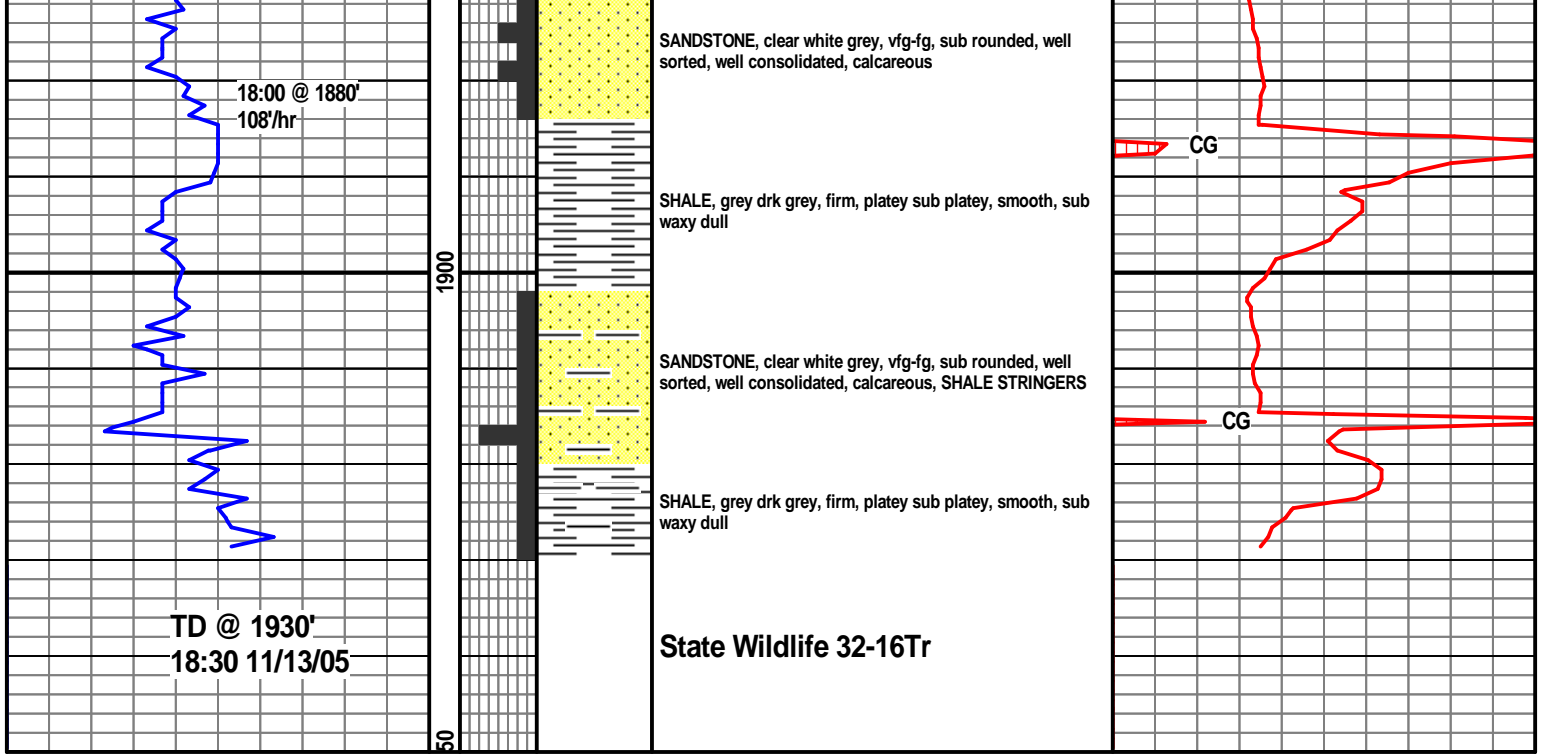 SANDSTONE, clear white grey, vfg-fg, sub rounded, well
sorted, well consolidated, calcareous
18:00 @ 1880'
108'/hr
CG
SHALE, grey drk grey, firm, platey sub platey, smooth, sub
waxy dull
1900
SANDSTONE, clear white grey, vfg-fg, sub rounded, well
sorted, well consolidated, calcareous, SHALE STRINGERS
CG
SHALE, grey drk grey, firm, platey sub platey, smooth, sub
waxy dull
TD @ 1930'
18:30 11/13/05
State Wildlife 32-16Tr
50